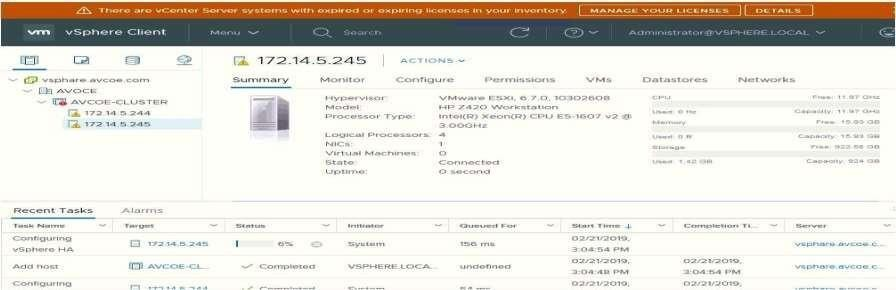 There are vCenter Server systems with expired or expiring licenses in your inventory. MANAGE YOUR LICENSES DETAILS
vm vSphere Client Menu Search Administrator@VSPHERE.LOCAL
172.14.5.245 ACTIONS
vsphare.avcoe.com
AVOCE
AVCOE-CLUSTER
172.14.5.244
172.14.5.245
Summary Monitor Configure Permissions VMs Datastores Networks
Hypervisor: VMware ESXi, 6.7.0, 10302608
Model: HP Z420 Workstation
Processor Type: Intel(R) Xeon(R) CPU E5-1607 v2 @
3.00GHz
Logical Processors: 4
NICs: 1
Virtual Machines: 0
State: Connected
Uptime: 0 second
CPU Free: 11.97 GHz
Used: 0 Hz Capacity: 11.97 GHz
Memory Free: 15.93 GB
Used: 0 B Capacity: 15.93 GB
Storage Free: 922.58 GB
Used: 1.42 GB Capacity: 924 GB
Recent Tasks Alarms
Task Name Target Status Initiator Queued For Start Time ↓ Completion Ti... Server
Configuring
vSphere HA 172.14.5.245 6% System 156 ms 02/21/2019,
3:04:54 PM vsphare.avcoe.c...
Add host AVCOE-CL... Completed VSPHERE.LOCA... undefined 02/21/2019,
3:04:48 PM 02/21/2019,
3:04:54 PM vsphare.avcoe.c...
Configuring 172.14.5.244 Completed System 54 ms 02/21/2019, 02/21/2019, vsphare.avcoe.c...